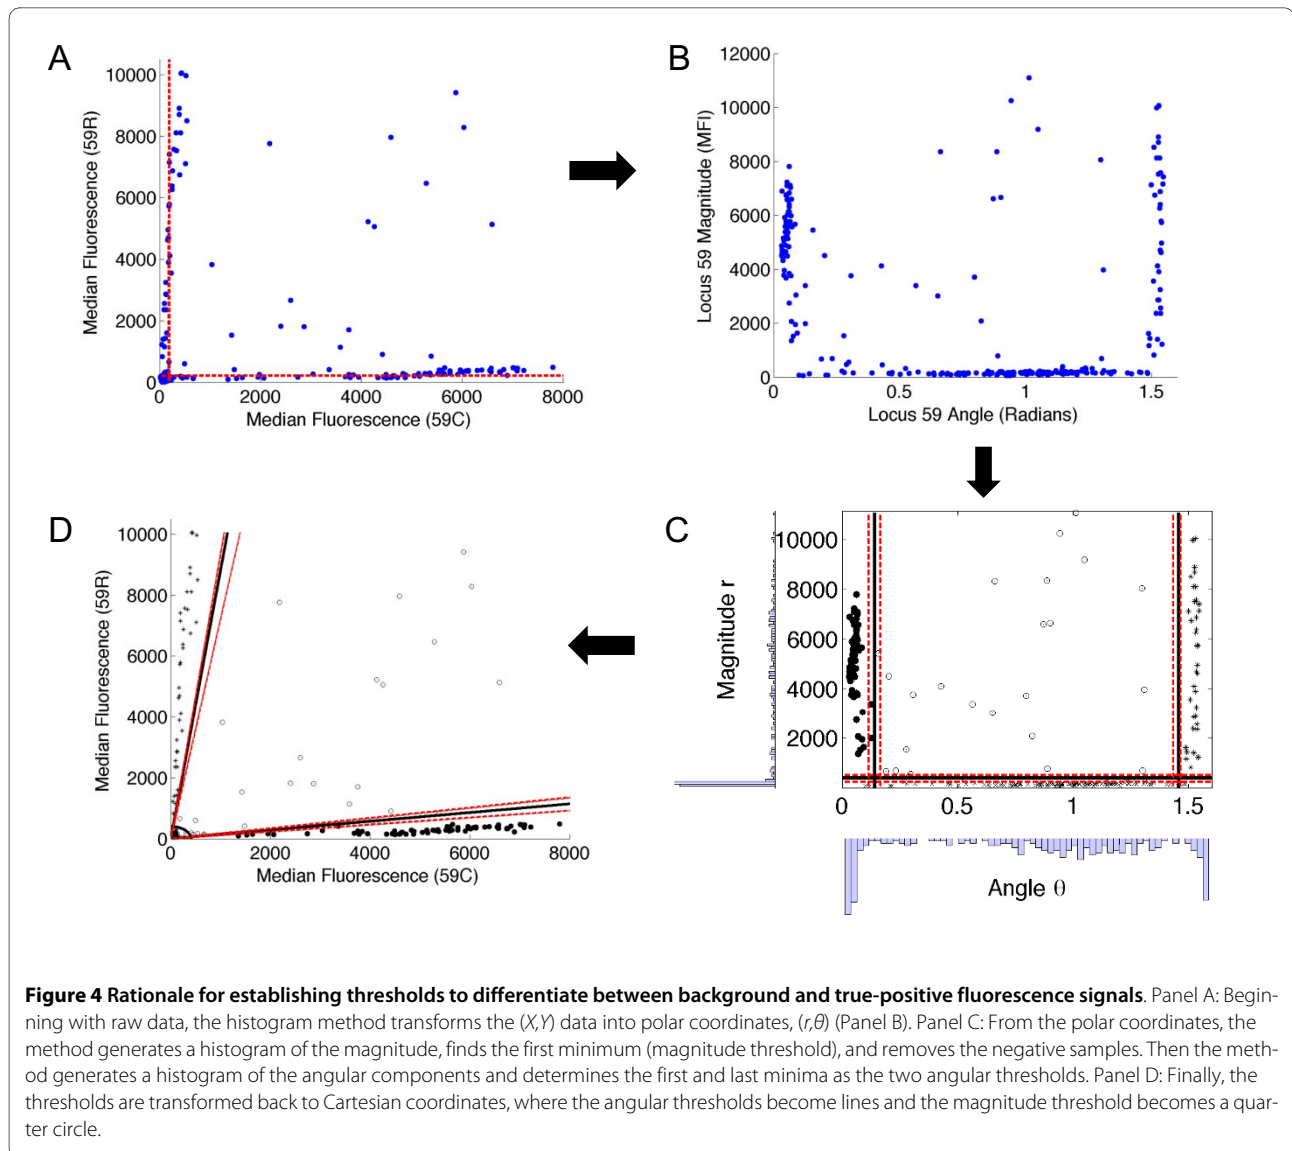 A
10000
8000
6000
4000
2000
0
Median Fluorescence (59R)
0
2000
4000
6000
8000
Median Fluorescence (59C)
B
12000
10000
8000
6000
4000
2000
0
Locus 59 Magnitude (MFI)
0
0.5
1
1.5
Locus 59 Angle (Radians)
D
10000
8000
6000
4000
2000
0
Median Fluorescence (59R)
0
2000
4000
6000
8000
Median Fluorescence (59C)
C
Magnitude r
10000
8000
6000
4000
2000
0
0.5
1
1.5
Angle θ
Figure 4 Rationale for establishing thresholds to differentiate between background and true-positive fluorescence signals. Panel A: Begin-
ning with raw data, the histogram method transforms the (X,Y) data into polar coordinates, (r,θ) (Panel B). Panel C: From the polar coordinates, the
method generates a histogram of the magnitude, finds the first minimum (magnitude threshold), and removes the negative samples. Then the meth-
od generates a histogram of the angular components and determines the first and last minima as the two angular thresholds. Panel D: Finally, the
thresholds are transformed back to Cartesian coordinates, where the angular thresholds become lines and the magnitude threshold becomes a quar-
ter circle.